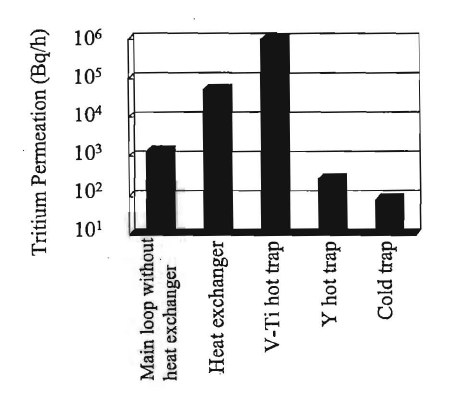 Tritium Permeation (Bq/h)
10⁶
10⁵
10⁴
10³
10²
10¹
Main loop without
heat exchanger
Heat exchanger
V-Ti hot trap
Y hot trap
Cold trap